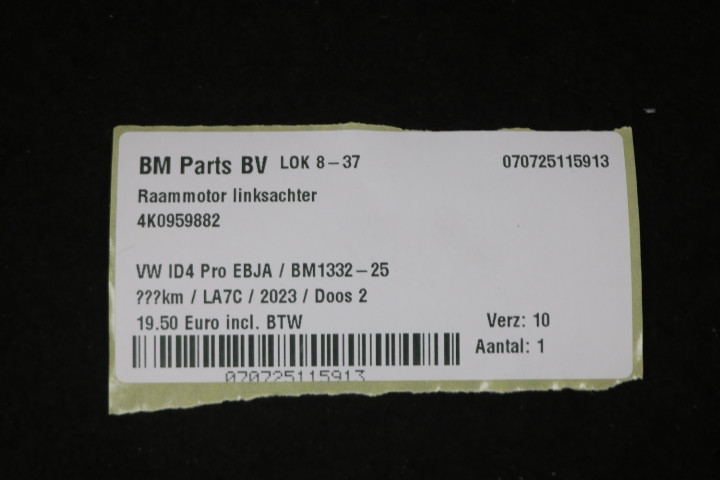 BM Parts BV LOK 8-37 070725115913
Raammotor linksachter
4K0959882
VW ID4 Pro EBJA / BM1332-25
???km / LA7C / 2023 / Doos 2
19.50 Euro incl. BTW Verz: 10
Aantal: 1
070725115913